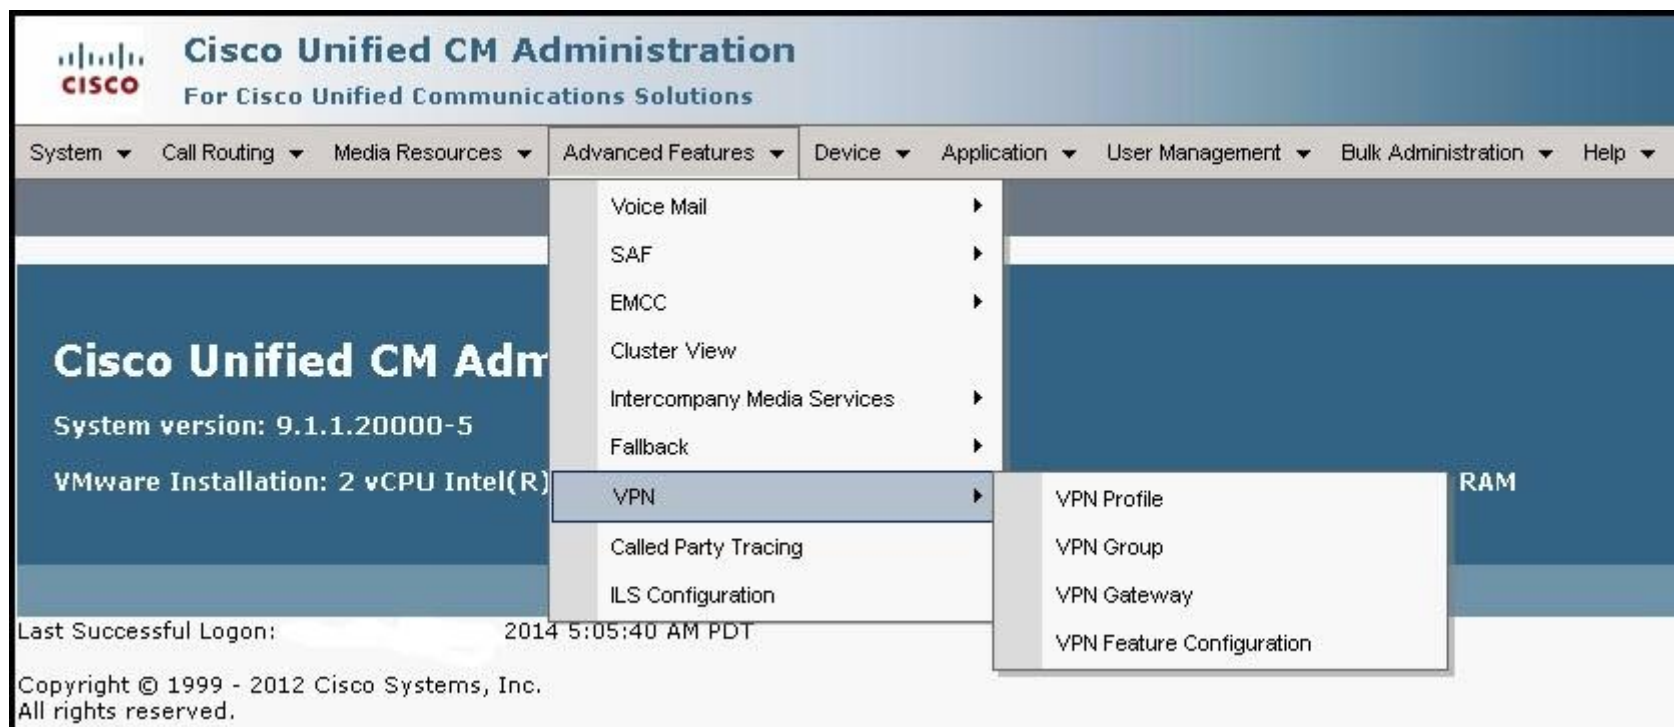 CISCO
Cisco Unified CM Administration
For Cisco Unified Communications Solutions
System Call Routing Media Resources Advanced Features Device Application User Management Bulk Administration Help
Voice Mail
SAF
EMCC
Cluster View
Intercompany Media Services
Fallback
VPN
Called Party Tracing
ILS Configuration
VPN Profile
VPN Group
VPN Gateway
VPN Feature Configuration
Cisco Unified CM Adm
System version: 9.1.1.20000-5
VMware Installation: 2 vCPU Intel(R) RAM
Last Successful Logon: 2014 5:05:40 AM PDT
Copyright © 1999 - 2012 Cisco Systems, Inc.
All rights reserved.